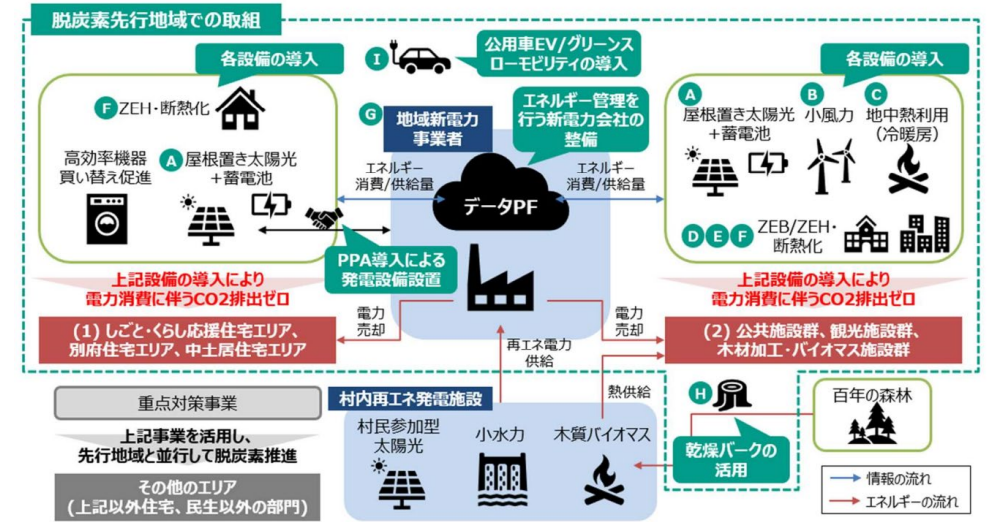 脱炭素先行地域での取組
各設備の導入
F ZEH・断熱化
高効率機器
買い替え促進
A 屋根置き太陽光
+蓄電池
I
公用車EV/グリーンス
ローモビリティの導入
G
地域新電力
事業者
エネルギー管理を
行う新電力会社の
整備
エネルギー
消費/供給量
データPF
エネルギー
消費/供給量
PPA導入による
発電設備設置
各設備の導入
A
屋根置き太陽光
+蓄電池
B
小風力
C
地中熱利用
(冷暖房)
D E F
ZEB/ZEH・
断熱化
上記設備の導入により
電力消費に伴うCO2排出ゼロ
(1) しごと・くらし応援住宅エリア、
別府住宅エリア、中土居住宅エリア
電力
売却
再エネ電力
供給
電力
売却
上記設備の導入により
電力消費に伴うCO2排出ゼロ
(2) 公共施設群、観光施設群、
木材加工・バイオマス施設群
重点対策事業
上記事業を活用し、
先行地域と並行して脱炭素推進
その他のエリア
(上記以外住宅、民生以外の部門)
村内再エネ発電施設
村民参加型
太陽光
小水力
木質バイオマス
熱供給
H
乾燥バークの
活用
百年の森林
情報の流れ
エネルギーの流れ